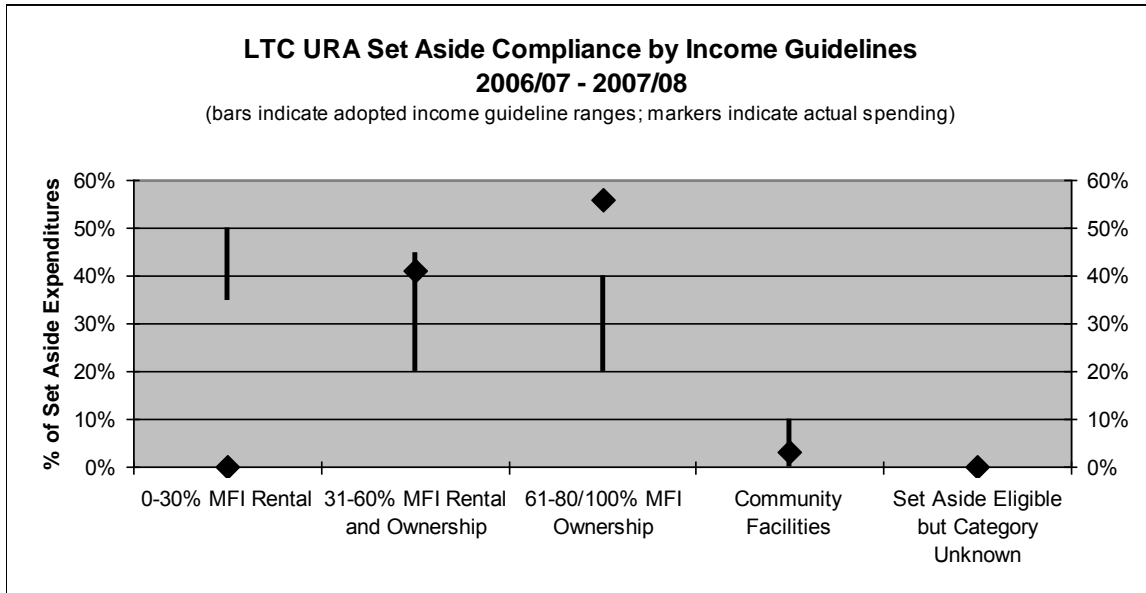 LTC URA Set Aside Compliance by Income Guidelines
2006/07 - 2007/08
(bars indicate adopted income guideline ranges; markers indicate actual spending)
% of Set Aside Expenditures
60%
50%
40%
30%
20%
10%
0%
60%
50%
40%
30%
20%
10%
0%
0-30% MFI Rental
31-60% MFI Rental
and Ownership
61-80/100% MFI
Ownership
Community
Facilities
Set Aside Eligible
but Category
Unknown